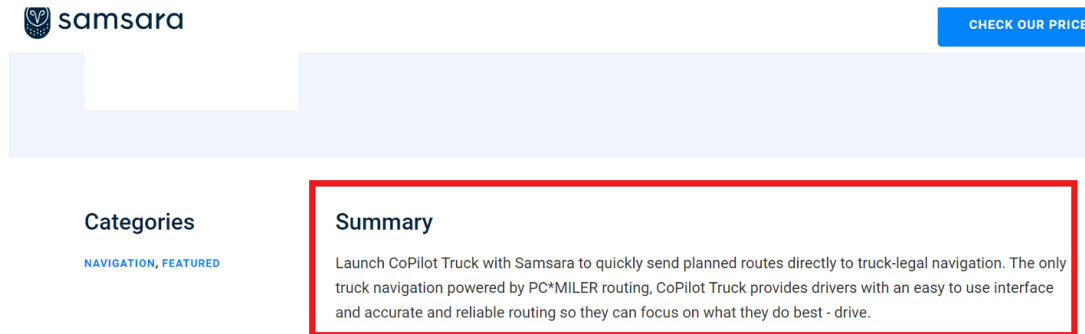 samsara
CHECK OUR PRICE
Categories
NAVIGATION, FEATURED
Summary
Launch CoPilot Truck with Samsara to quickly send planned routes directly to truck-legal navigation. The only
truck navigation powered by PC*MILER routing, CoPilot Truck provides drivers with an easy to use interface
and accurate and reliable routing so they can focus on what they do best - drive.